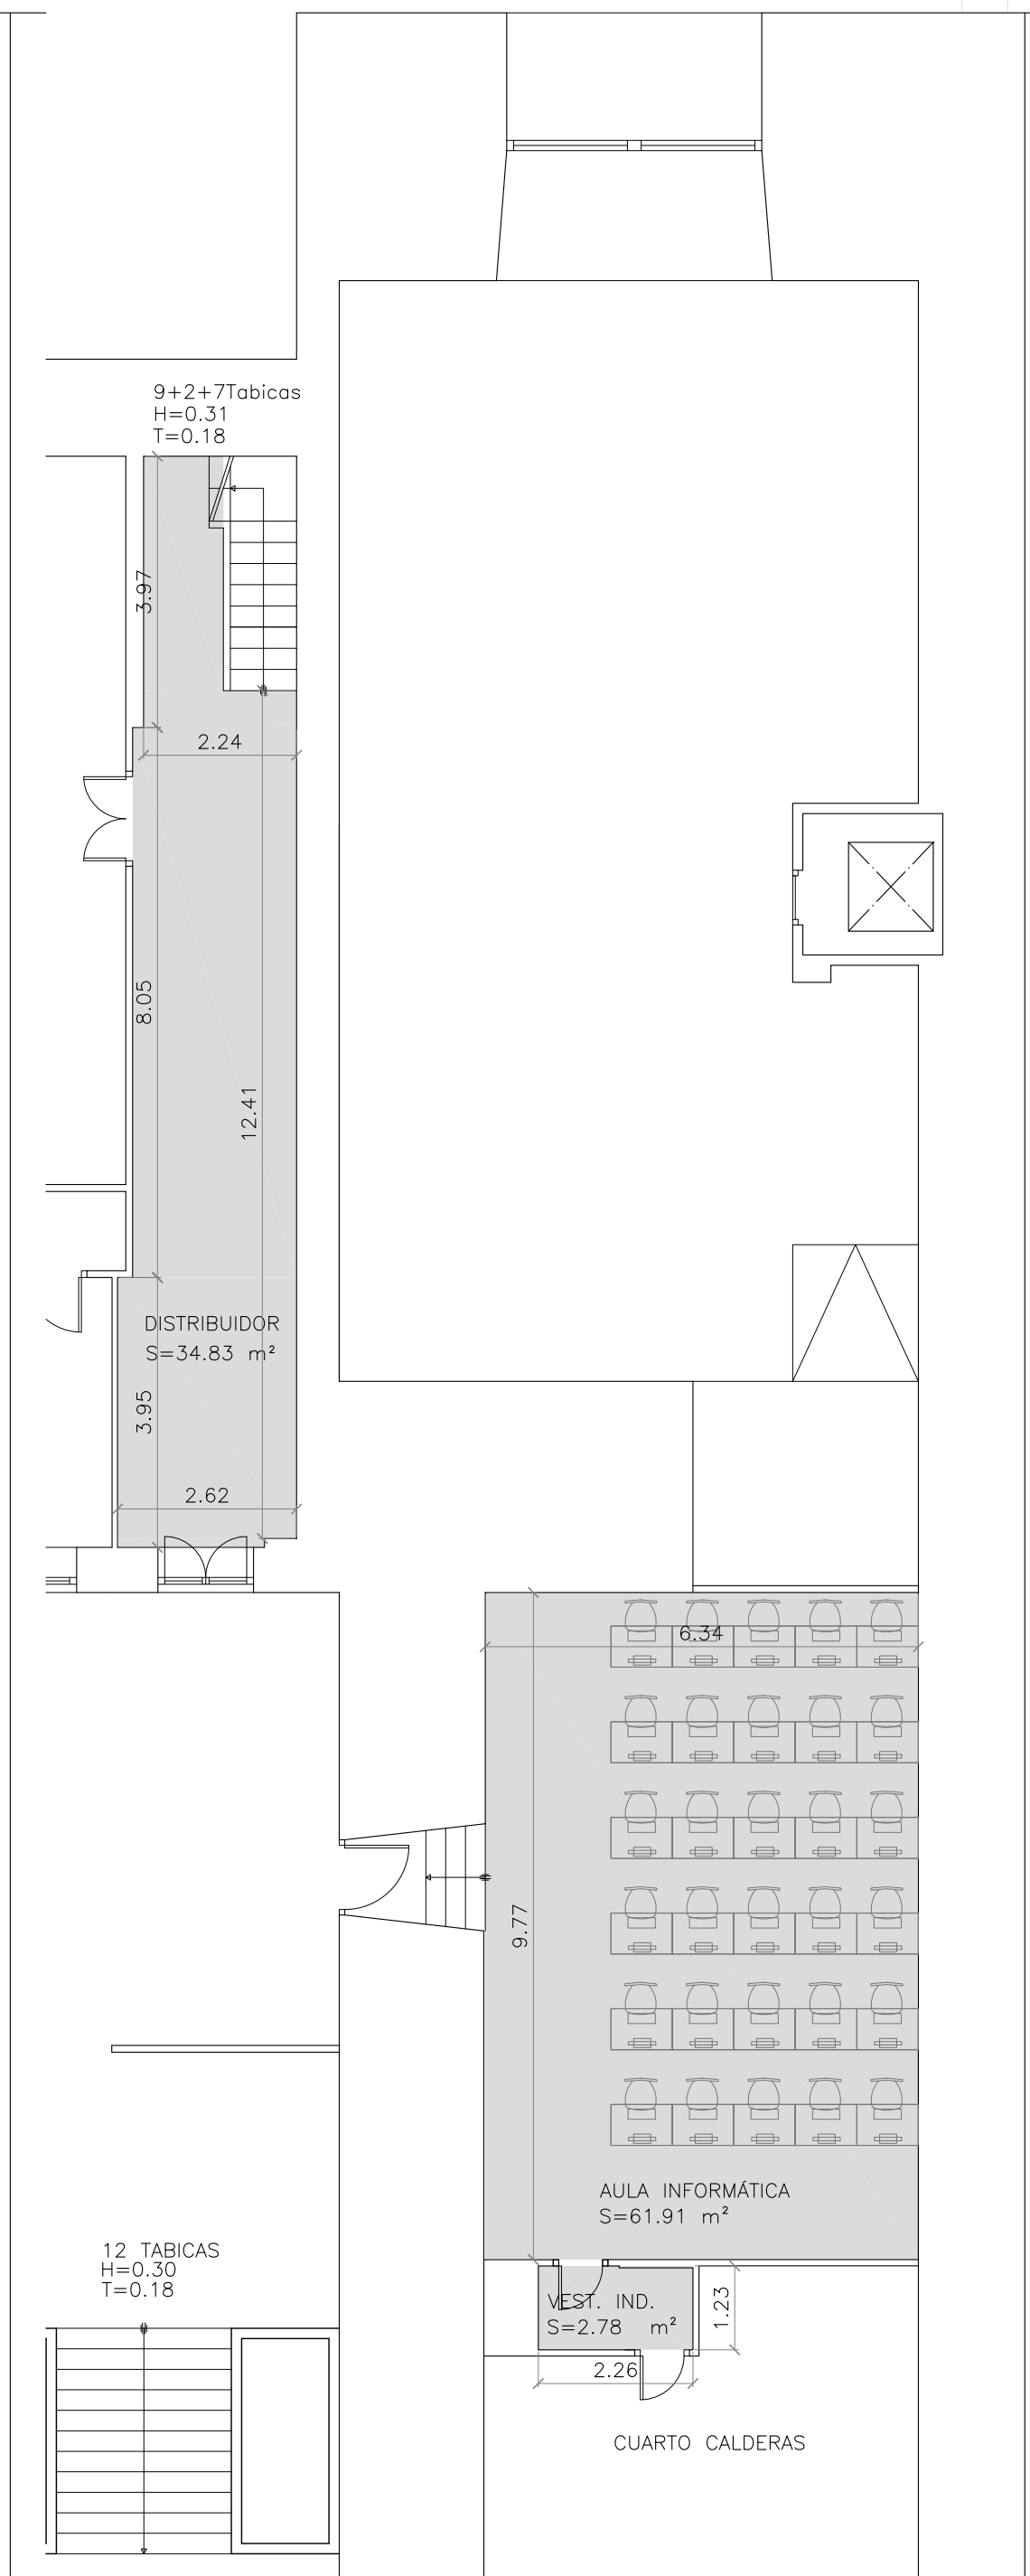 9+2+7Tabicas
H=0.31
T=0.18
3.97
2.24
8.05
12.41
DISTRIBUIDOR
S=34.83 m²
3.95
2.62
6.34
9.77
AULA INFORMÁTICA
S=61.91 m²
12 TABICAS
H=0.30
T=0.18
VEST. IND.
S=2.78 m²
1.23
2.26
CUARTO CALDERAS